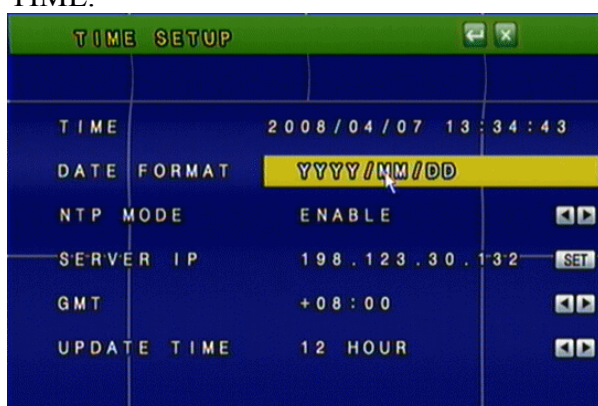 TIME:
TIME SETUP
TIME 2008/04/07 13:34:43
DATE FORMAT YYYY/MM/DD
NTP MODE ENABLE
SERVER IP 198.123.30.132 SET
GMT +08:00
UPDATE TIME 12 HOUR